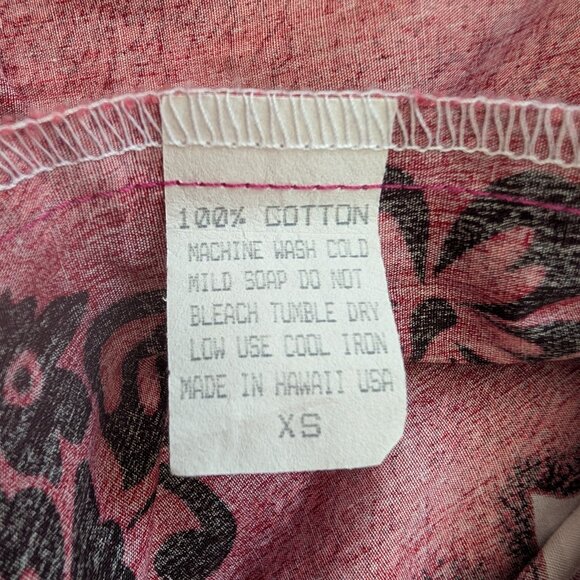 100% COTTON
MACHINE WASH COLD
MILD SOAP DO NOT
BLEACH TUMBLE DRY
LOW USE COOL IRON
MADE IN HAWAII USA
XS